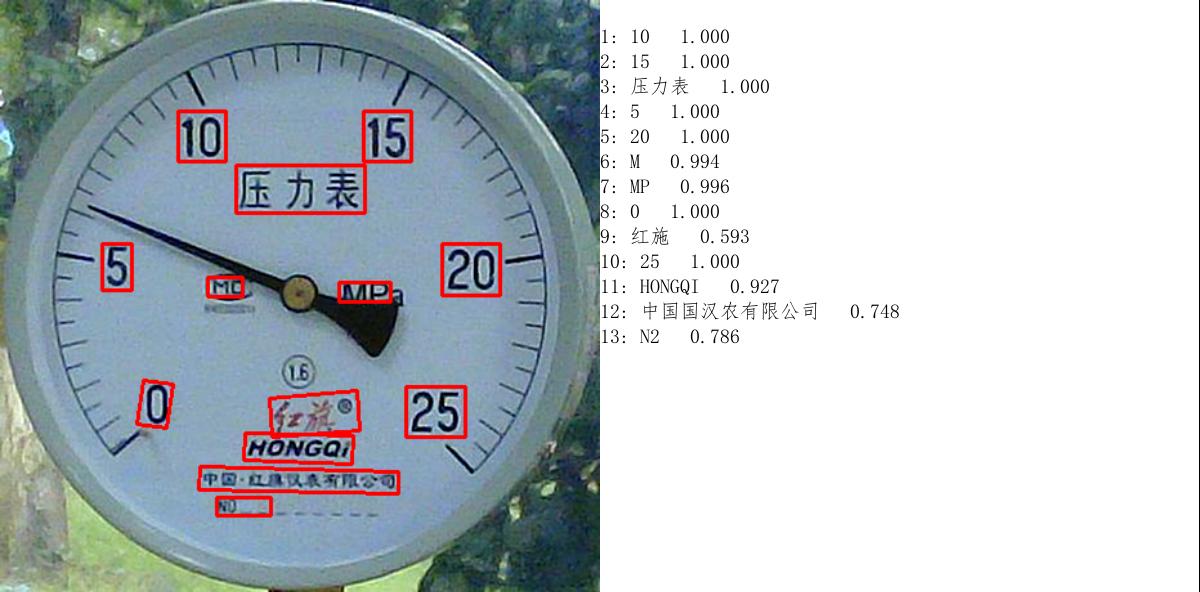 10 15
压力表
5 20
MC MPa
1.6
0 25
红旗®
HONGQi
中国·红旗仪表有限公司
NO
1: 10 1.000
2: 15 1.000
3: 压力表 1.000
4: 5 1.000
5: 20 1.000
6: M 0.994
7: MP 0.996
8: 0 1.000
9: 红施 0.593
10: 25 1.000
11: HONGQI 0.927
12: 中国国汉农有限公司 0.748
13: N2 0.786